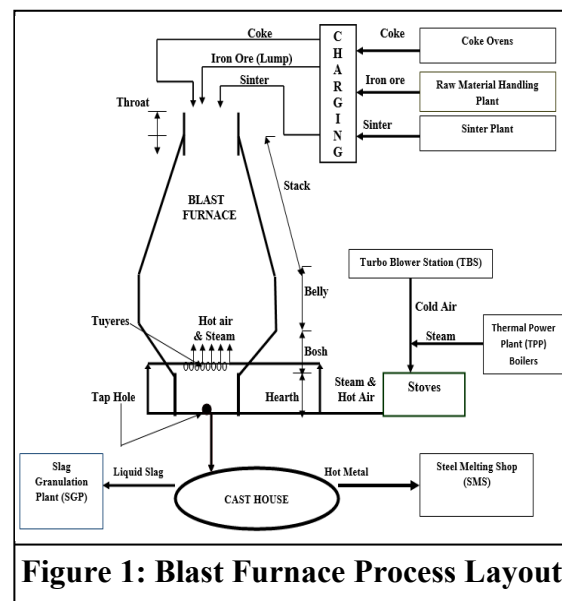 Coke
Iron Ore (Lump)
Sinter
Throat
C
H
A
R
G
I
N
G
Coke
Iron ore
Sinter
Coke Ovens
Raw Material Handling
Plant
Sinter Plant
Stack
BLAST
FURNACE
Belly
Bosh
Hearth
Tuyeres
Hot air
& Steam
Tap Hole
Turbo Blower Station (TBS)
Cold Air
Steam
Thermal Power
Plant (TPP)
Boilers
Stoves
Steam &
Hot Air
Slag
Granulation
Plant (SGP)
Liquid Slag
CAST HOUSE
Hot Metal
Steel Melting Shop
(SMS)
Figure 1: Blast Furnace Process Layout